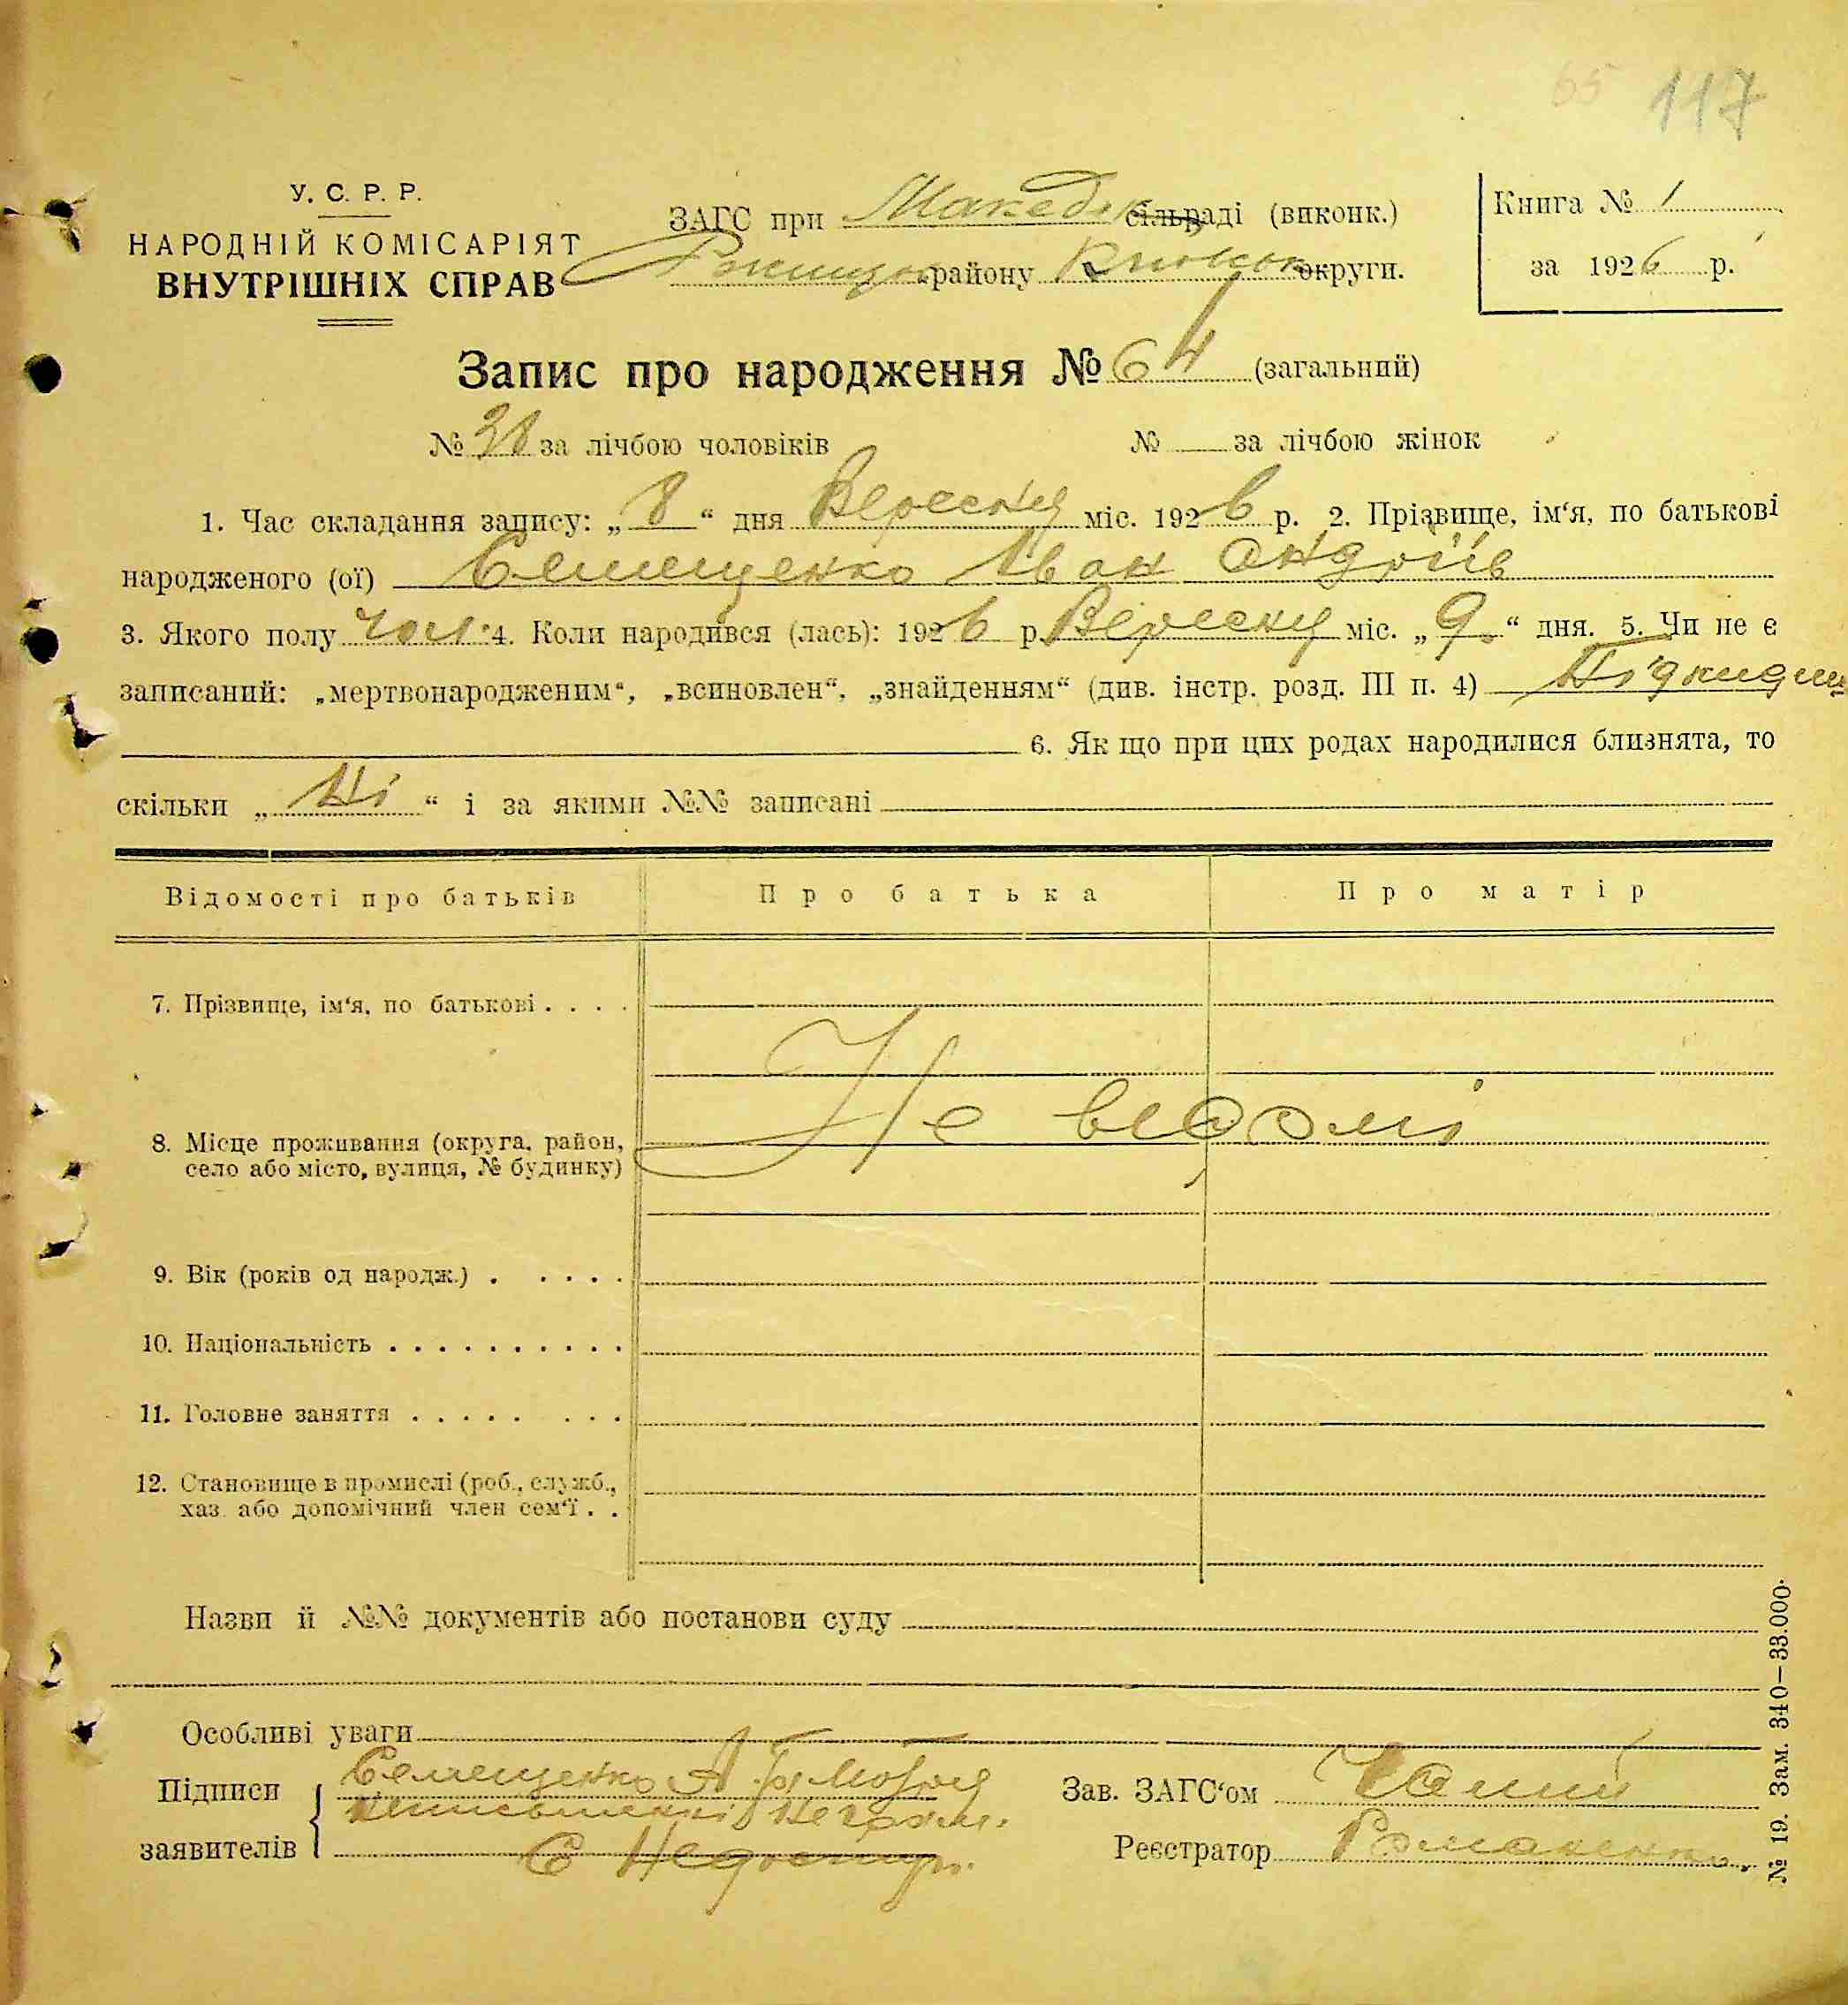 65 117
У. С. Р. Р.
НАРОДНІЙ КОМІСАРІЯТ
ВНУТРІШНІХ СПРАВ
ЗАГС при Македон сільраді (виконк.)
району Київськ округи.
Книга № 1
за 1926 р.
Запис про народження № 64 (загальний)
№ 38 за лічбою чоловіків № — за лічбою жінок
1. Час складання запису: „ 8 “ дня Вересня міс. 1926 р. 2. Прізвище, ім‘я, по батькові
народженого (ої) Семещенко Іван Андріїв
3. Якого полу чол. 4. Коли народився (лась): 1926 р. Вересня міс. „ 9. “ дня. 5. Чи не є
записаний: „мертвонародженим“, „всиновлен“, „знайденням“ (див. інстр. розд. III п. 4) Підкидиш
6. Як що при цих родах народилися близнята, то
скільки „ Ні “ і за якими №№ записані
Відомості про батьків Про батька Про матір
7. Прізвище, ім‘я, по батькові . . . .
Не відомі
8. Місце проживання (округа, район,
село або місто, вулиця, № будинку)
9. Вік (років од народж.) . . . . .
10. Національність . . . . . . . . . .
11. Головне заняття . . . . . . . .
12. Становище в промислі (роб., служб.,
хаз. або допомічний член сем‘ї . .
Назви й №№ документів або постанови суду
Особливі уваги
Підписи
заявителів
Семещенко А.
Зав. ЗАГС‘ом
Реєстратор Романенко
№ 19. Зам. 340—33.000.